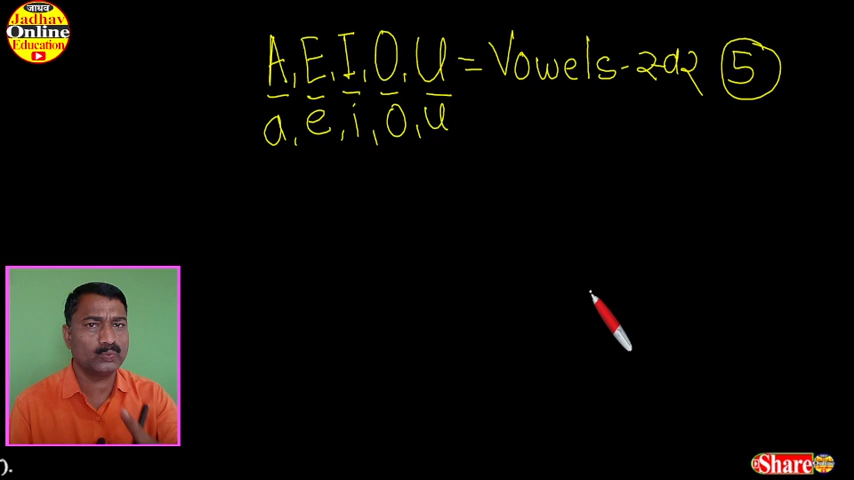 जाधव
Jadhav
Online
Education
A, E, I, O, U = Vowels - स्वर 5
a, e, i, o, u
Share
).